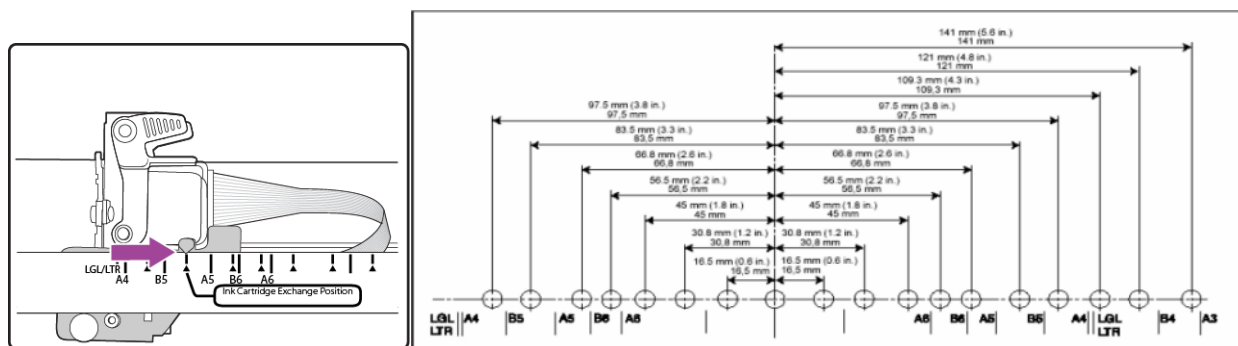 LGL/LTR
A4 B5 A5 B6 A6
Ink Cartridge Exchange Position
141 mm (5.6 in.)
141 mm
121 mm (4.8 in.)
121 mm
109.3 mm (4.3 in.)
109,3 mm
97.5 mm (3.8 in.) 97.5 mm (3.8 in.)
97,5 mm 97,5 mm
83.5 mm (3.3 in.) 83.5 mm (3.3 in.)
83,5 mm 83,5 mm
66.8 mm (2.6 in.) 66.8 mm (2.6 in.)
66,8 mm 66,8 mm
56.5 mm (2.2 in.) 56.5 mm (2.2 in.)
56,5 mm 56,5 mm
45 mm (1.8 in.) 45 mm (1.8 in.)
45 mm 45 mm
30.8 mm (1.2 in.) 30.8 mm (1.2 in.)
30,8 mm 30,8 mm
16.5 mm (0.6 in.) 16.5 mm (0.6 in.)
16,5 mm 16,5 mm
LGL A4 B5 A5 B6 A6 A6 B6 A5 B5 A4 LGL B4 A3
LTR LTR